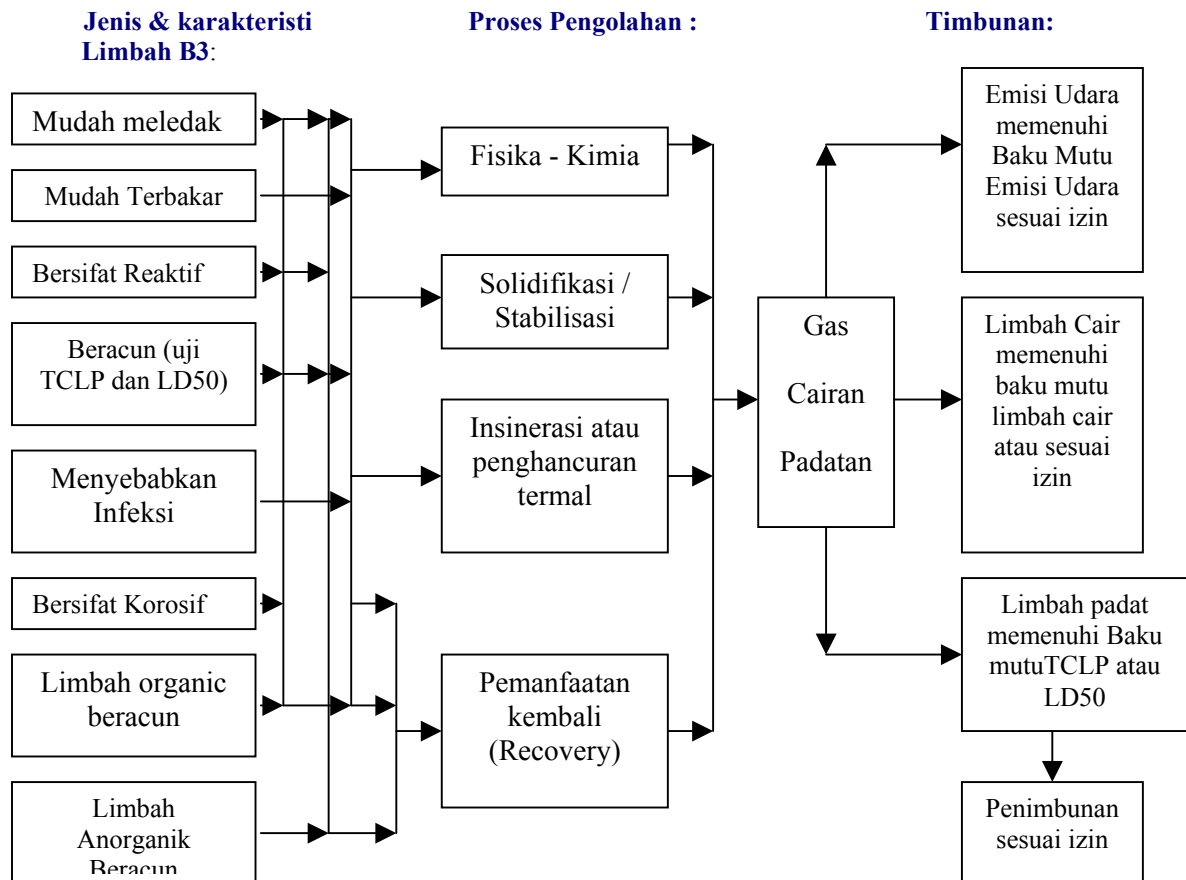 Jenis & karakteristi
Limbah B3:
Proses Pengolahan :
Timbunan:
Mudah meledak
Mudah Terbakar
Bersifat Reaktif
Beracun (uji
TCLP dan LD50)
Menyebabkan
Infeksi
Bersifat Korosif
Limbah organic
beracun
Limbah
Anorganik
Beracun
Fisika - Kimia
Solidifikasi /
Stabilisasi
Insinerasi atau
penghancuran
termal
Pemanfaatan
kembali
(Recovery)
Gas
Cairan
Padatan
Emisi Udara
memenuhi
Baku Mutu
Emisi Udara
sesuai izin
Limbah Cair
memenuhi
baku mutu
limbah cair
atau sesuai
izin
Limbah padat
memenuhi Baku
mutuTCLP atau
LD50
Penimbunan
sesuai izin